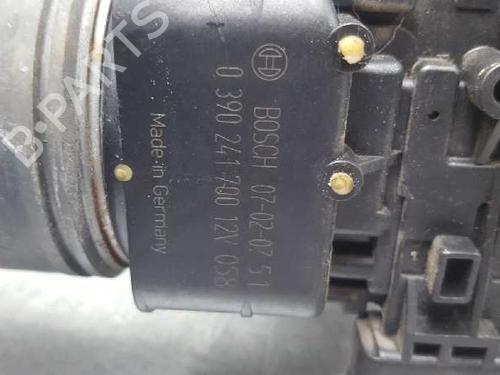 BOSCH 07-02-07 51
0 390 241 700 12V 058
Made in Germany
B-PARTS